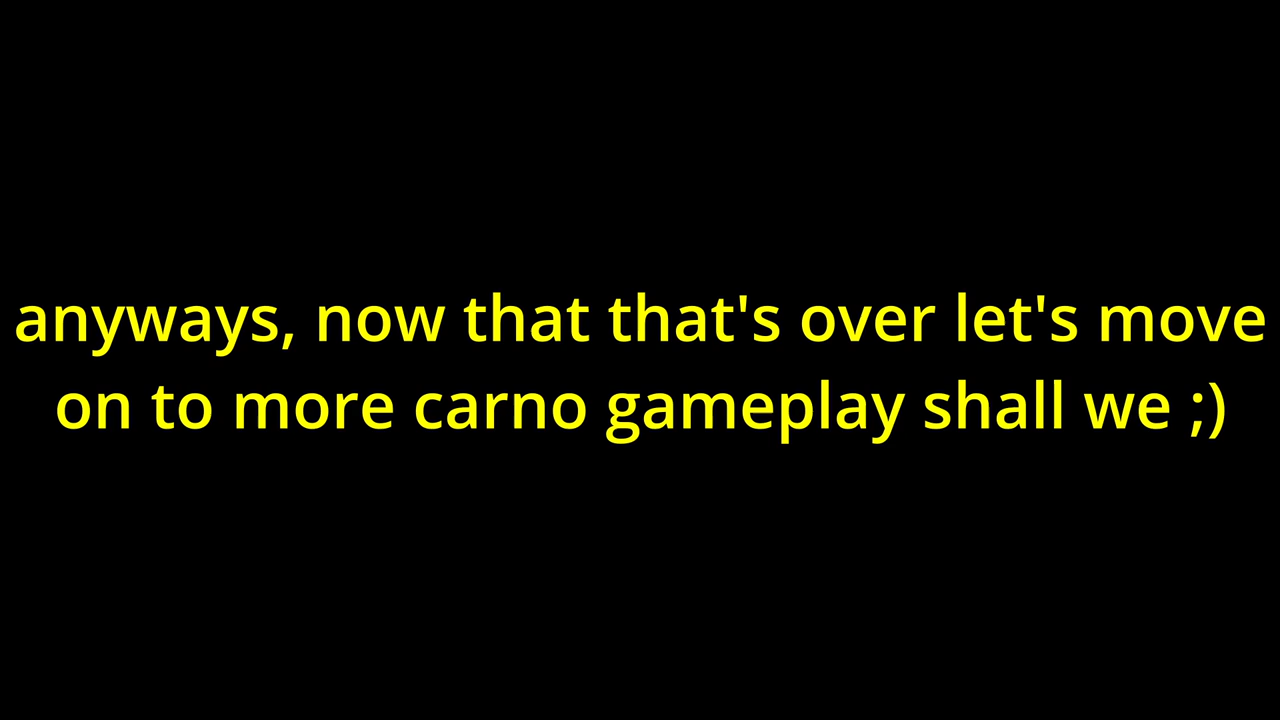 anyways, now that that's over let's move
on to more carno gameplay shall we ;)